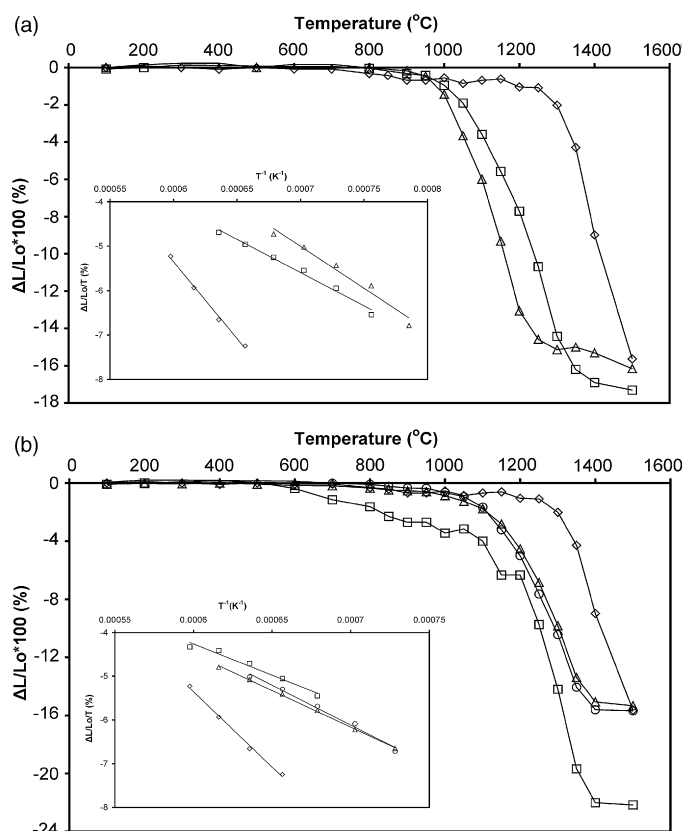 (a)
Temperature (°C)
0 200 400 600 800 1000 1200 1400 1600
0
-2
-4
-6
-8
-10
-12
-14
-16
-18
ΔL/Lo*100 (%)
T⁻¹ (K⁻¹)
0.00055 0.0006 0.00065 0.0007 0.00075 0.0008
-4
-5
-6
-7
-8
ΔL/Lo/T (%)
(b)
Temperature (°C)
0 200 400 600 800 1000 1200 1400 1600
0
-4
-8
-12
-16
-20
-24
ΔL/Lo*100 (%)
T⁻¹(K⁻¹)
0.00055 0.0006 0.00065 0.0007 0.00075
-4
-5
-6
-7
-8
ΔL/Lo/T (%)